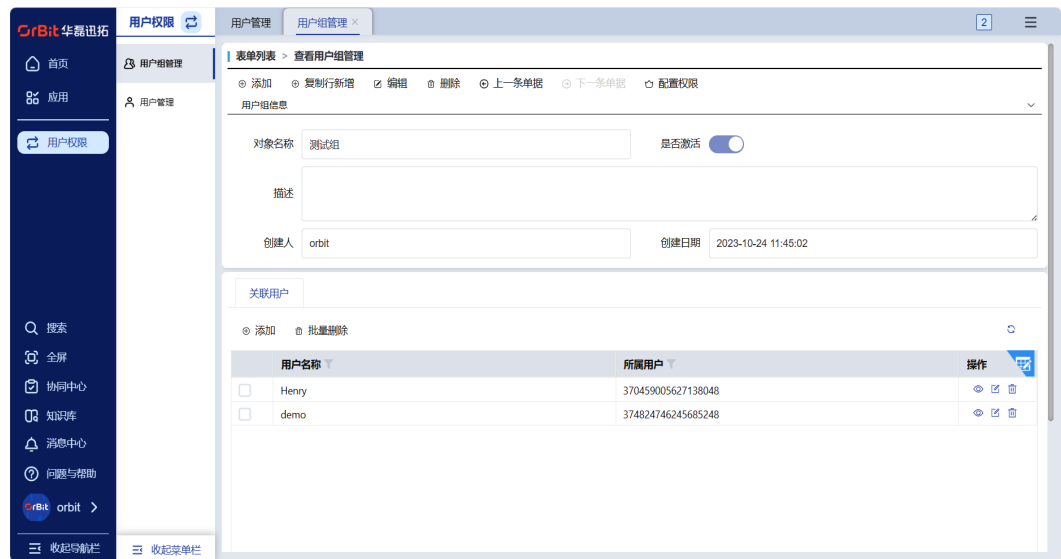 OrBit 华磊迅拓
首页
应用
用户权限
搜索
全屏
协同中心
知识库
消息中心
问题与帮助
OrBit orbit
收起导航栏
用户权限
用户组管理
用户管理
收起菜单栏
用户管理 用户组管理 × 2
表单列表 > 查看用户组管理
添加 复制行新增 编辑 删除 上一条单据 下一条单据 配置权限
用户组信息
对象名称 测试组 是否激活
描述
创建人 orbit 创建日期 2023-10-24 11:45:02
关联用户
添加 批量删除
用户名称 所属用户 操作
Henry 370459005627138048
demo 374824746245685248